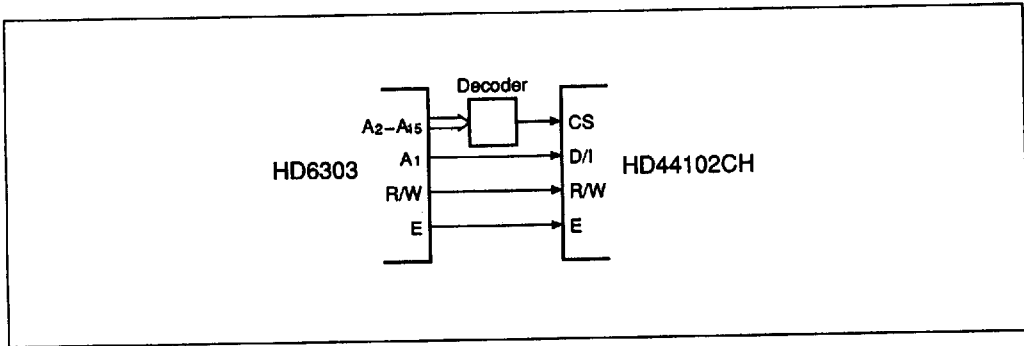 Decoder
A2–A15
CS
A1
D/I
HD6303
HD44102CH
R/W
R/W
E
E